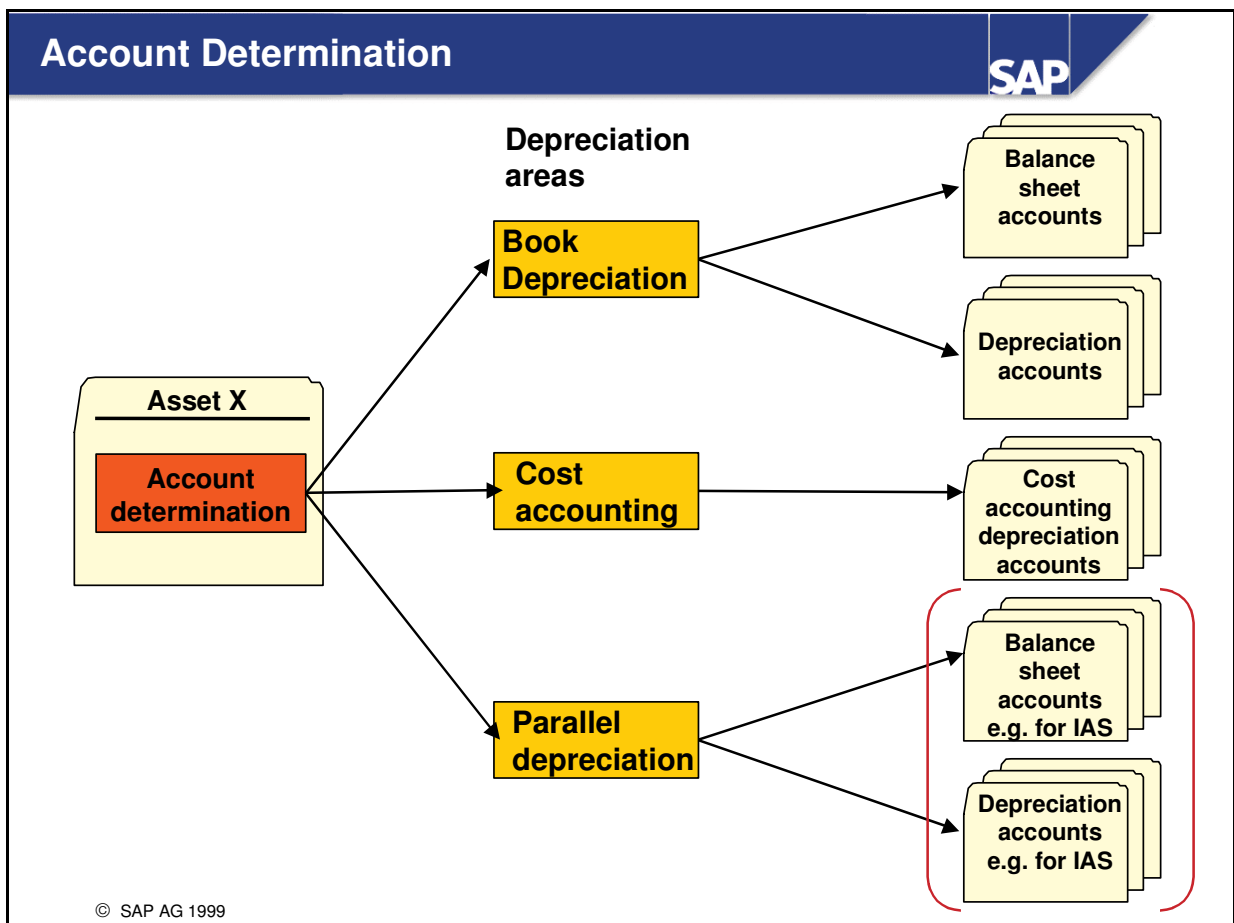 Account Determination
SAP
Depreciation
areas
Book
Depreciation
Balance
sheet
accounts
Depreciation
accounts
Asset X
Account
determination
Cost
accounting
Cost
accounting
depreciation
accounts
Parallel
depreciation
Balance
sheet
accounts
e.g. for IAS
Depreciation
accounts
e.g. for IAS
© SAP AG 1999